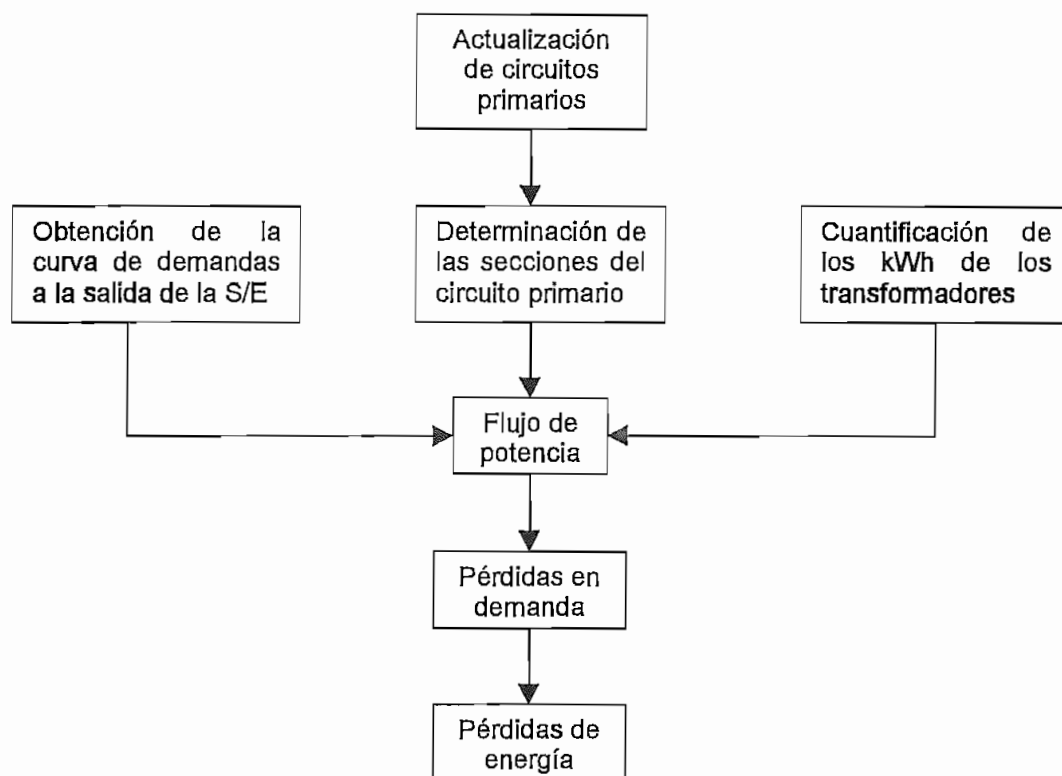 Actualización
de circuitos
primarios
Obtención de la
curva de demandas
a la salida de la S/E
Determinación de
las secciones del
circuito primario
Cuantificación de
los kWh de los
transformadores
Flujo de
potencia
Pérdidas en
demanda
Pérdidas de
energía